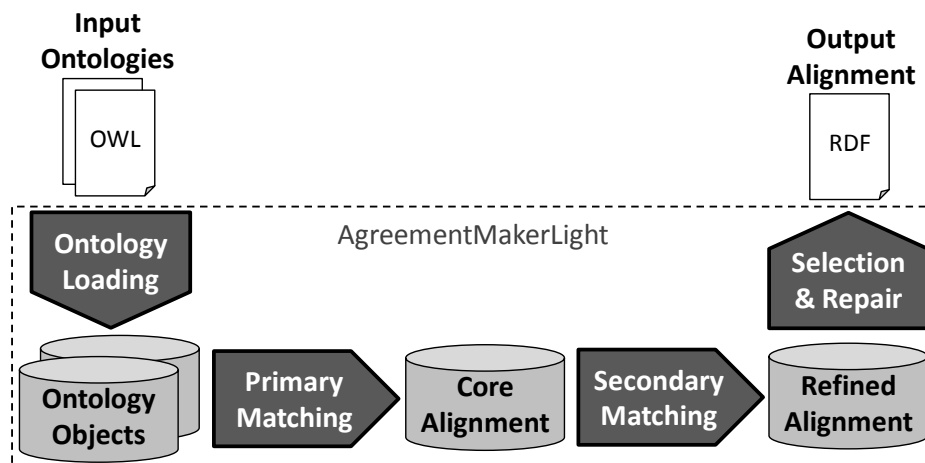 Input
Ontologies
OWL
Output
Alignment
RDF
AgreementMakerLight
Ontology
Loading
Selection
& Repair
Ontology
Objects
Primary
Matching
Core
Alignment
Secondary
Matching
Refined
Alignment